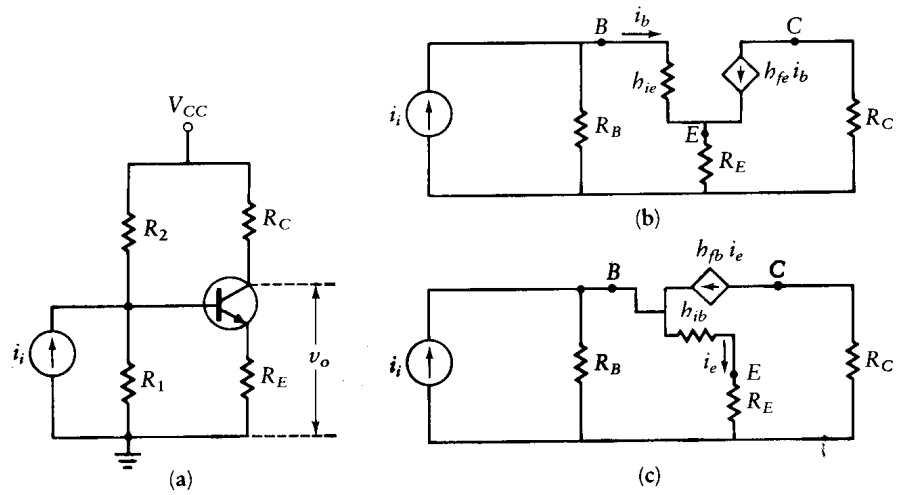 V_CC
R_2
R_C
i_i
R_1
R_E
v_o
(a)
B
i_b
C
h_ie
h_fe i_b
i_i
R_B
E
R_E
R_C
(b)
B
h_fb i_e
C
h_ib
i_i
R_B
i_e
E
R_E
R_C
(c)